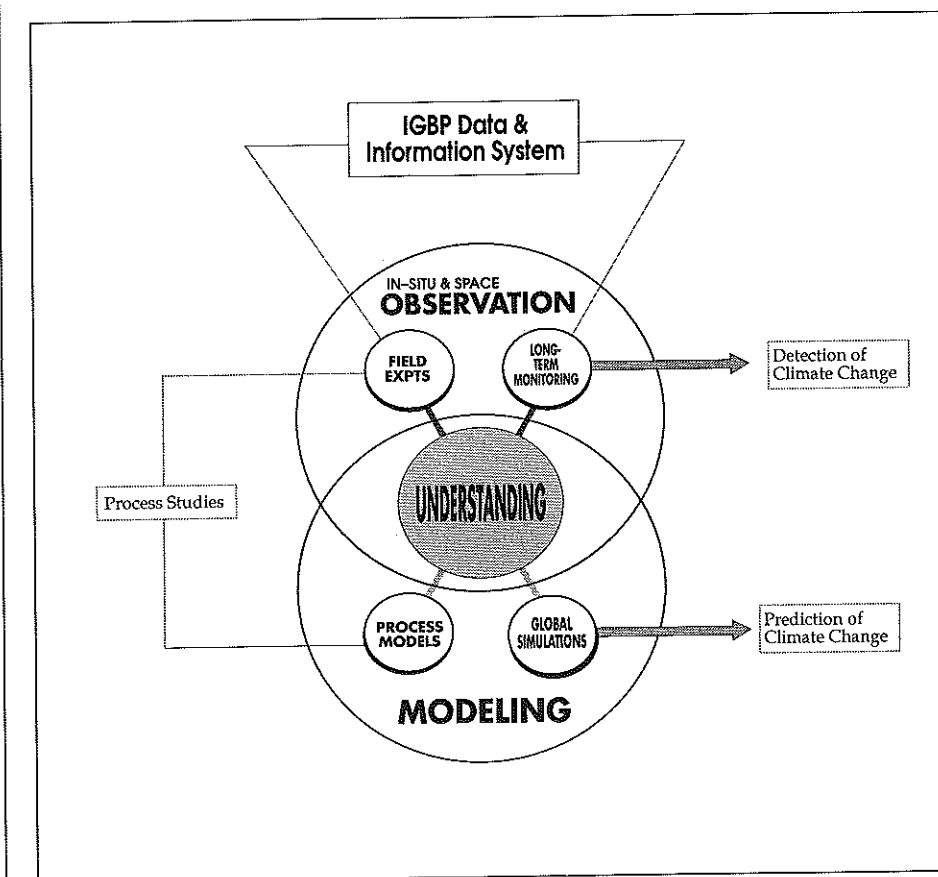 IGBP Data &
Information System
IN-SITU & SPACE
OBSERVATION
FIELD
EXPTS
LONG-
TERM
MONITORING
Detection of
Climate Change
Process Studies
UNDERSTANDING
PROCESS
MODELS
GLOBAL
SIMULATIONS
Prediction of
Climate Change
MODELING